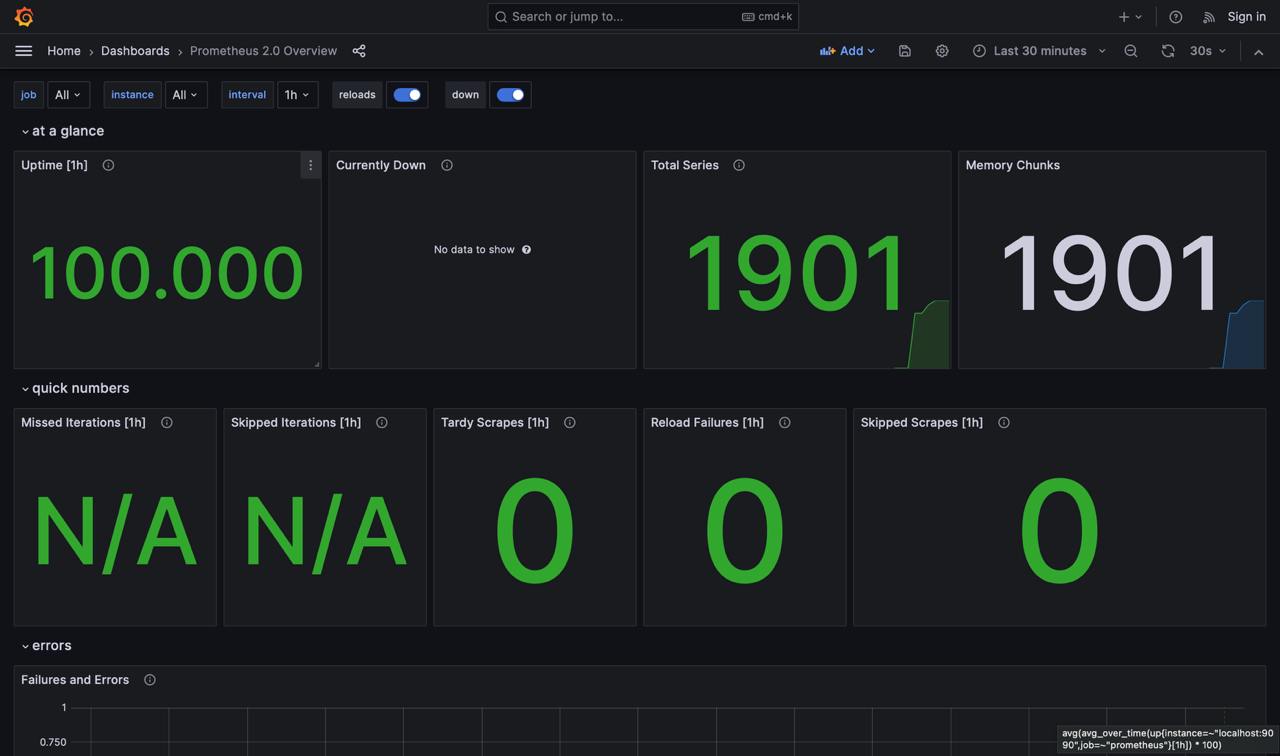 Search or jump to...
cmd+k
Sign in
Home
Dashboards
Prometheus 2.0 Overview
Add
Last 30 minutes
30s
job
All
instance
All
interval
1h
reloads
down
at a glance
Uptime [1h]
Currently Down
Total Series
Memory Chunks
100.000
No data to show
1901
1901
quick numbers
Missed Iterations [1h]
Skipped Iterations [1h]
Tardy Scrapes [1h]
Reload Failures [1h]
Skipped Scrapes [1h]
N/A
N/A
0
0
0
errors
Failures and Errors
1
0.750
avg(avg_over_time(up{instance=~"localhost:90
90",job=~"prometheus"}[1h]) * 100)